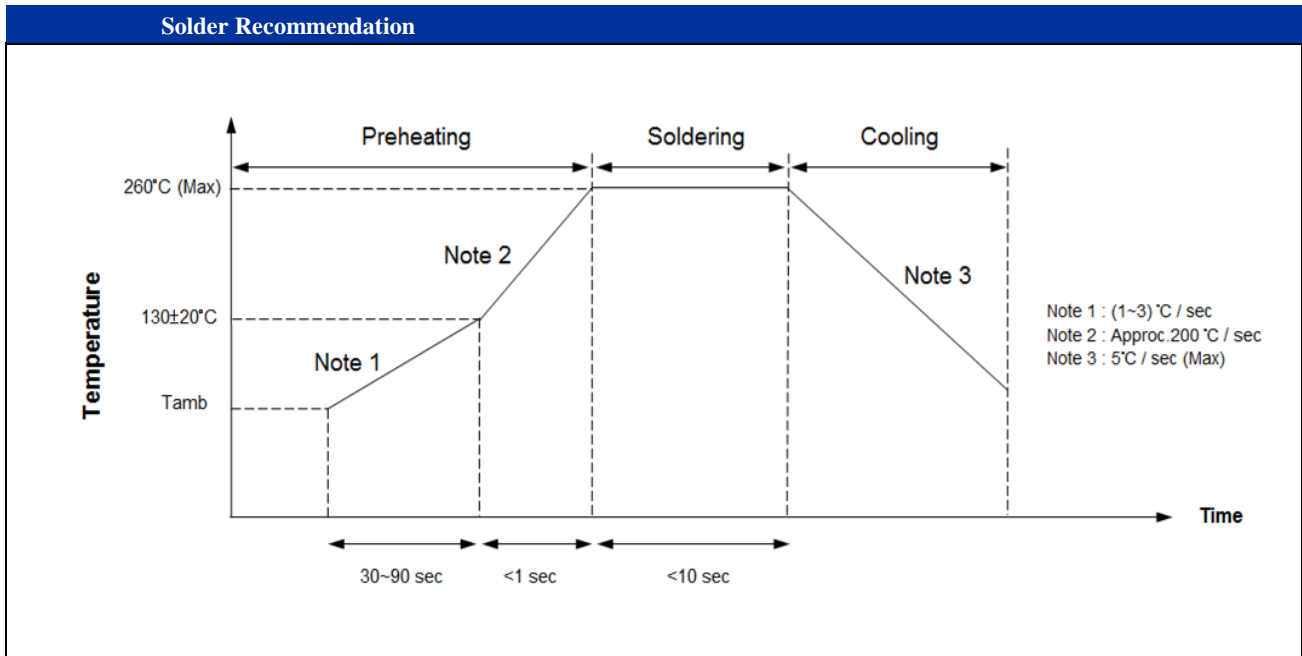 Solder Recommendation
Preheating
Soldering
Cooling
260°C (Max)
Note 2
Note 3
130±20°C
Note 1
Tamb
Temperature
Note 1 : (1~3) °C / sec
Note 2 : Approc.200 °C / sec
Note 3 : 5°C / sec (Max)
Time
30~90 sec
<1 sec
<10 sec